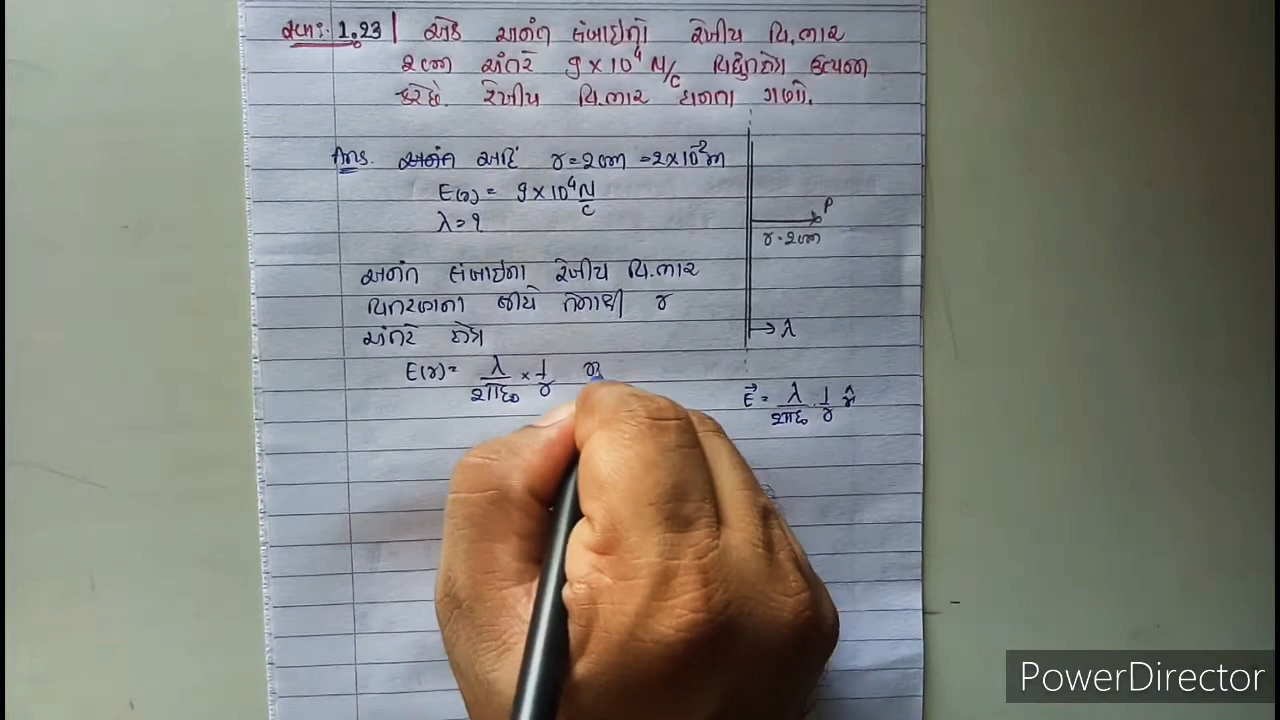 સ્વા: 1.23 | એક અનંત લંબાઈનો રેખીય વિ.ભાર
2cm અંતરે 9 × 10⁴ N/C વિદ્યુતક્ષેત્ર ઉત્પન્ન
કરે છે. રેખીય વિ.ભાર ઘનતા ગણો.
Ans. અનંત અહિં r = 2cm = 2×10⁻²m
E(r) = 9 × 10⁴ N/C
λ = ?
P
r = 2cm
અનંત લંબાઈના રેખીય વિ.ભાર
વિતરણના લીધે તેનાથી r
અંતરે ક્ષેત્ર
λ
E(r) = λ/2πε₀ × 1/r
E⃗ = λ/2πε₀ · 1/r r̂
PowerDirector